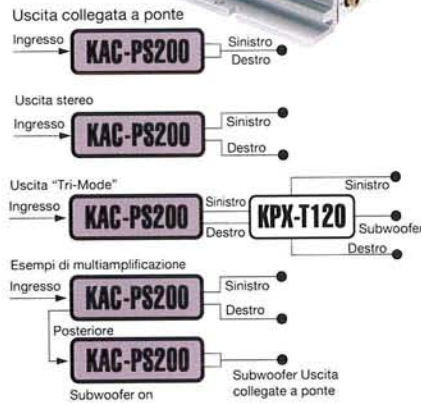 Uscita collegata a ponte
Ingresso
KAC-PS200
Sinistro
Destro
Uscita stereo
Ingresso
KAC-PS200
Sinistro
Destro
Uscita "Tri-Mode"
Ingresso
KAC-PS200
Sinistro
Destro
KPX-T120
Sinistro
Subwoofer
Destro
Esempi di multiamplificazione
Ingresso
KAC-PS200
Sinistro
Destro
Posteriore
KAC-PS200
Subwoofer Uscita
collegate a ponte
Subwoofer on